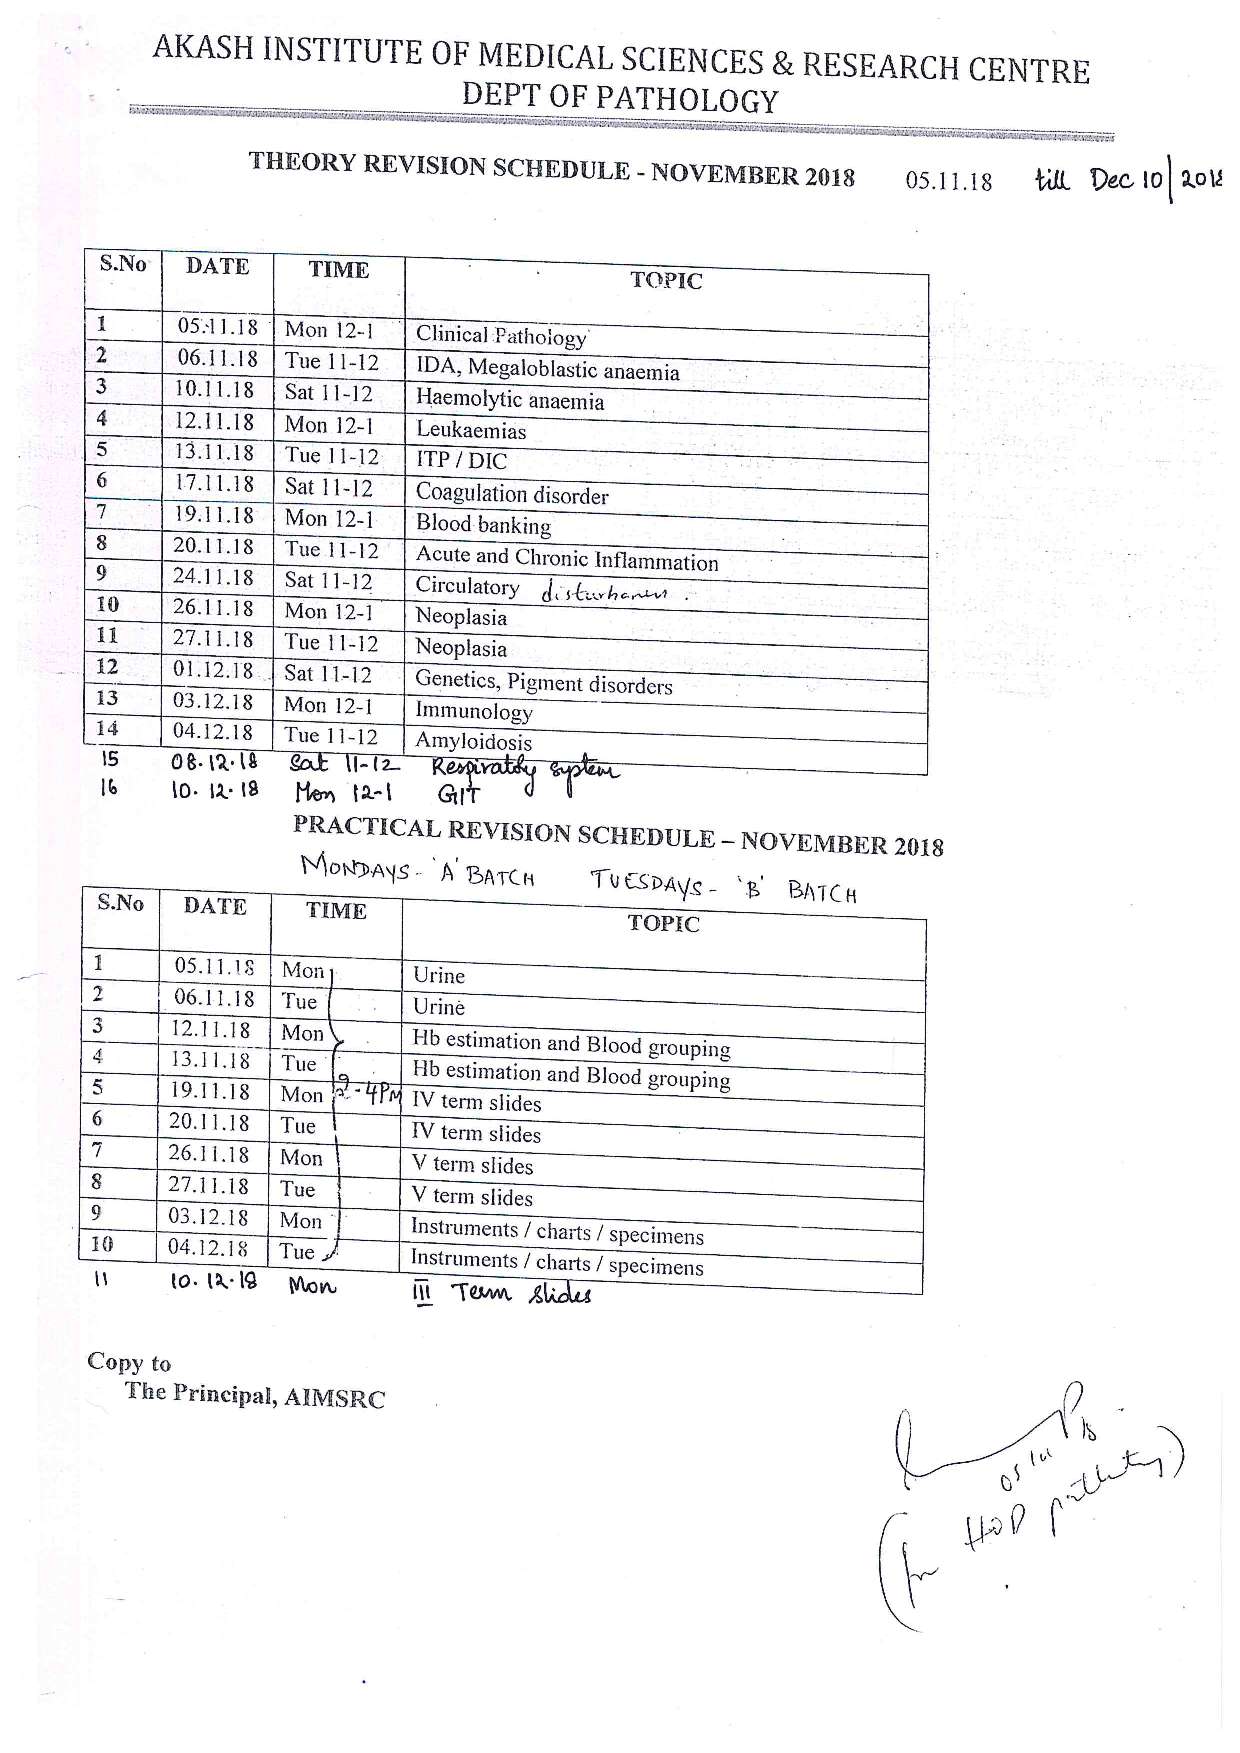 AKASH INSTITUTE OF MEDICAL SCIENCES & RESEARCH CENTRE
DEPT OF PATHOLOGY
THEORY REVISION SCHEDULE - NOVEMBER 2018 05.11.18 till Dec 10/2018
S.No DATE TIME TOPIC
1 05.11.18 Mon 12-1 Clinical Pathology
2 06.11.18 Tue 11-12 IDA, Megaloblastic anaemia
3 10.11.18 Sat 11-12 Haemolytic anaemia
4 12.11.18 Mon 12-1 Leukaemias
5 13.11.18 Tue 11-12 ITP / DIC
6 17.11.18 Sat 11-12 Coagulation disorder
7 19.11.18 Mon 12-1 Blood banking
8 20.11.18 Tue 11-12 Acute and Chronic Inflammation
9 24.11.18 Sat 11-12 Circulatory
10 26.11.18 Mon 12-1 Neoplasia
11 27.11.18 Tue 11-12 Neoplasia
12 01.12.18 Sat 11-12 Genetics, Pigment disorders
13 03.12.18 Mon 12-1 Immunology
14 04.12.18 Tue 11-12 Amyloidosis
15 08.12.18 Sat 11-12 Respiratory system
16 10.12.18 Mon 12-1 GIT
PRACTICAL REVISION SCHEDULE – NOVEMBER 2018
MONDAYS - 'A' BATCH TUESDAYS - 'B' BATCH
S.No DATE TIME TOPIC
1 05.11.18 Mon Urine
2 06.11.18 Tue Urine
3 12.11.18 Mon Hb estimation and Blood grouping
4 13.11.18 Tue Hb estimation and Blood grouping
5 19.11.18 Mon 2-4PM IV term slides
6 20.11.18 Tue IV term slides
7 26.11.18 Mon V term slides
8 27.11.18 Tue V term slides
9 03.12.18 Mon Instruments / charts / specimens
10 04.12.18 Tue Instruments / charts / specimens
11 10.12.18 Mon III Term slides
Copy to
The Principal, AIMSRC
(for HOD pathology)